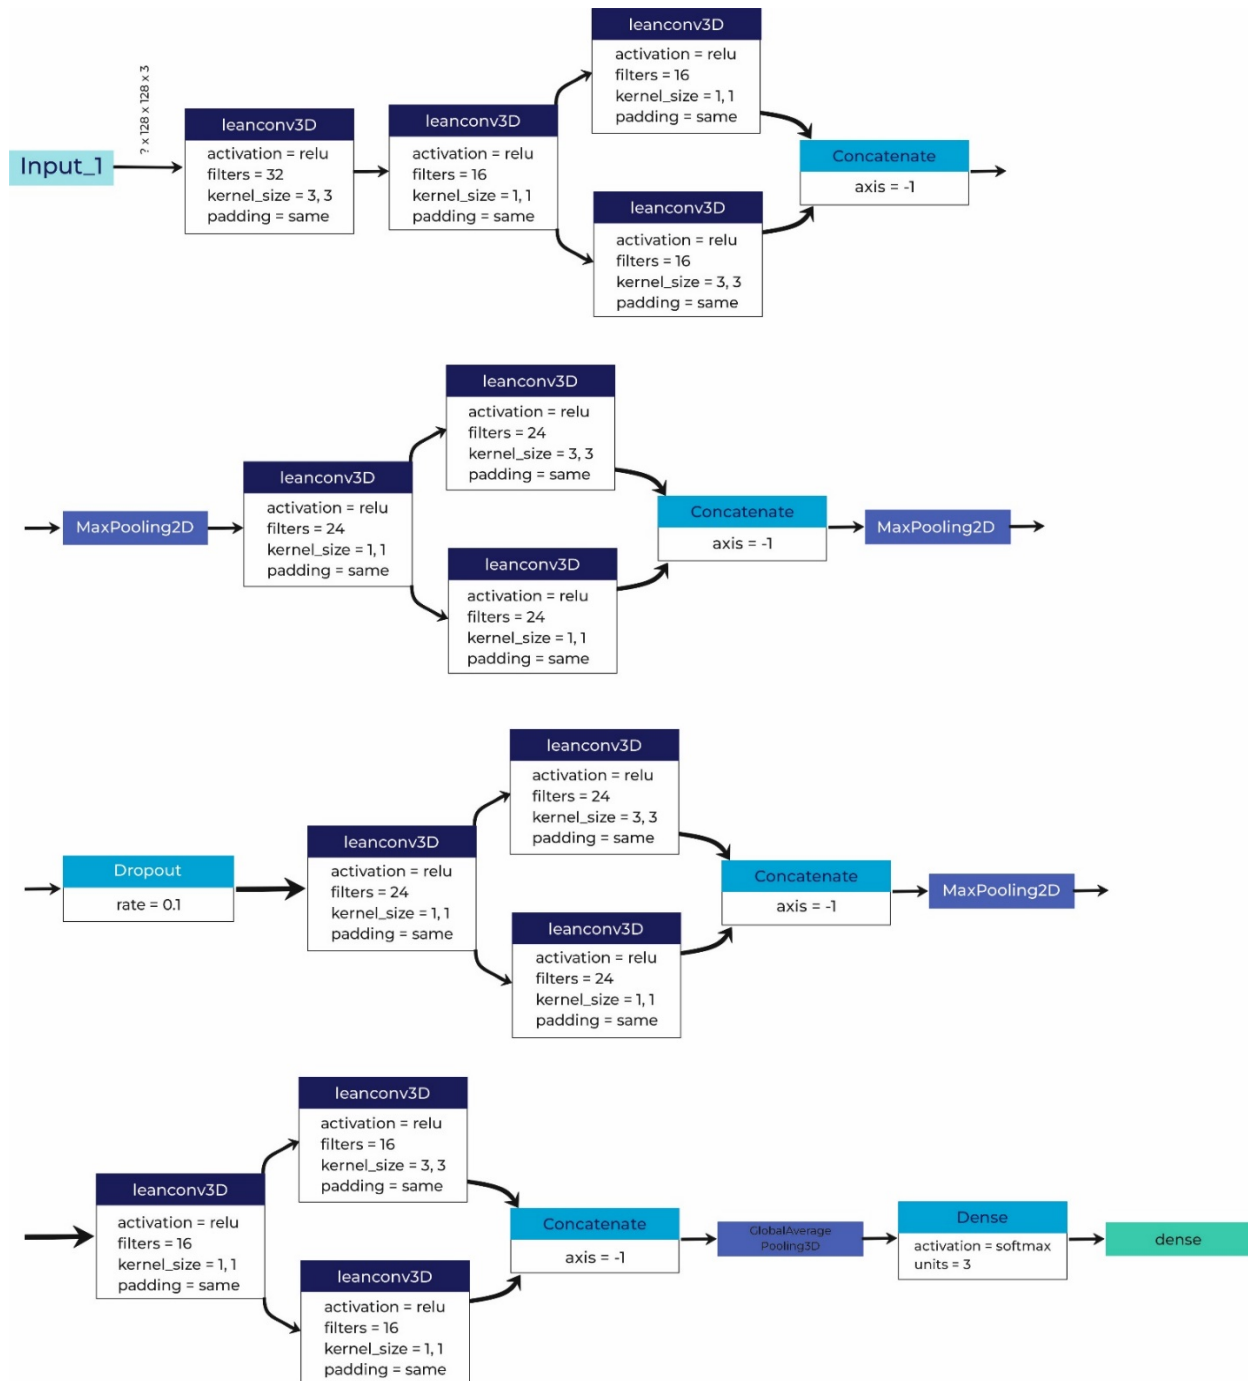 ? x 128 x 128 x 3
Input_1
leanconv3D
activation = relu
filters = 32
kernel_size = 3, 3
padding = same
leanconv3D
activation = relu
filters = 16
kernel_size = 1, 1
padding = same
leanconv3D
activation = relu
filters = 16
kernel_size = 1, 1
padding = same
leanconv3D
activation = relu
filters = 16
kernel_size = 3, 3
padding = same
Concatenate
axis = -1
MaxPooling2D
leanconv3D
activation = relu
filters = 24
kernel_size = 1, 1
padding = same
leanconv3D
activation = relu
filters = 24
kernel_size = 3, 3
padding = same
leanconv3D
activation = relu
filters = 24
kernel_size = 1, 1
padding = same
Concatenate
axis = -1
MaxPooling2D
Dropout
rate = 0.1
leanconv3D
activation = relu
filters = 24
kernel_size = 1, 1
padding = same
leanconv3D
activation = relu
filters = 24
kernel_size = 3, 3
padding = same
leanconv3D
activation = relu
filters = 24
kernel_size = 1, 1
padding = same
Concatenate
axis = -1
MaxPooling2D
leanconv3D
activation = relu
filters = 16
kernel_size = 1, 1
padding = same
leanconv3D
activation = relu
filters = 16
kernel_size = 3, 3
padding = same
leanconv3D
activation = relu
filters = 16
kernel_size = 1, 1
padding = same
Concatenate
axis = -1
GlobalAverage
Pooling3D
Dense
activation = softmax
units = 3
dense